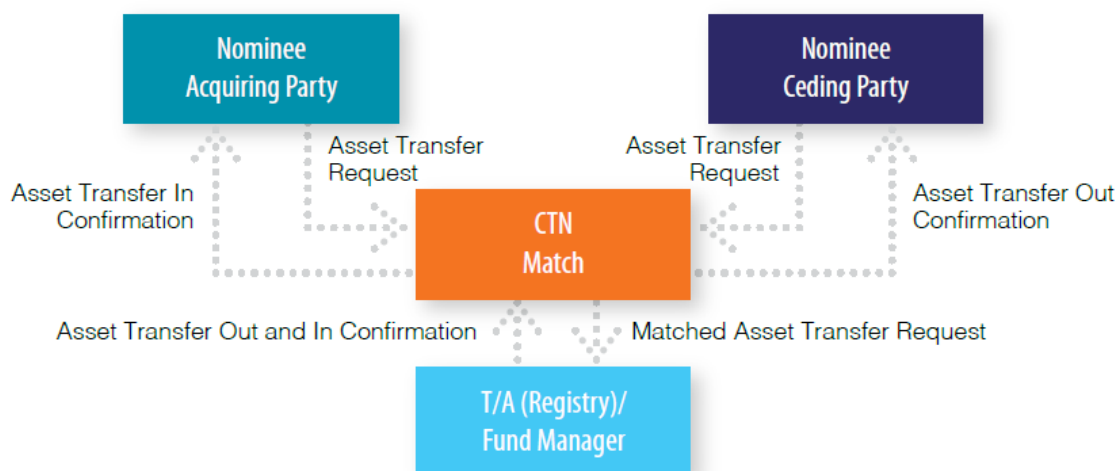 Nominee
Acquiring Party
Nominee
Ceding Party
Asset Transfer
Request
Asset Transfer
Request
Asset Transfer In
Confirmation
Asset Transfer Out
Confirmation
CTN
Match
Asset Transfer Out and In Confirmation
Matched Asset Transfer Request
T/A (Registry)/
Fund Manager